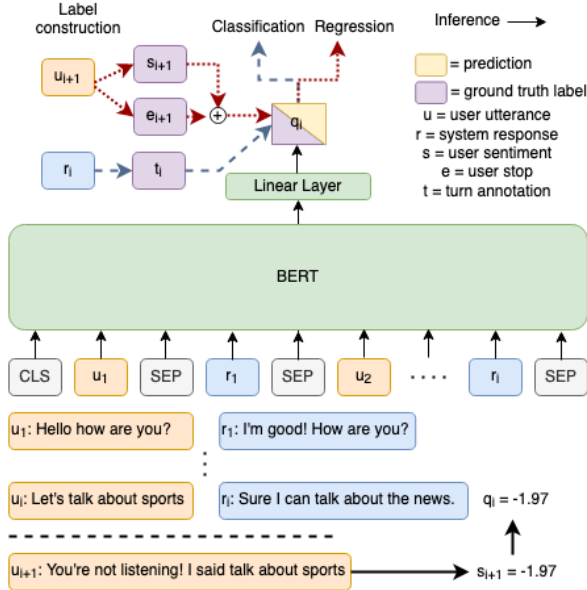 Label construction
Classification
Regression
Inference
u_{i+1}
s_{i+1}
e_{i+1}
+
q_i
r_i
t_i
= prediction
= ground truth label
u = user utterance
r = system response
s = user sentiment
e = user stop
t = turn annotation
Linear Layer
BERT
CLS
u_1
SEP
r_1
SEP
u_2
....
r_i
SEP
u_1: Hello how are you?
r_1: I'm good! How are you?
u_i: Let's talk about sports
r_i: Sure I can talk about the news.
q_i = -1.97
u_{i+1}: You're not listening! I said talk about sports
s_{i+1} = -1.97